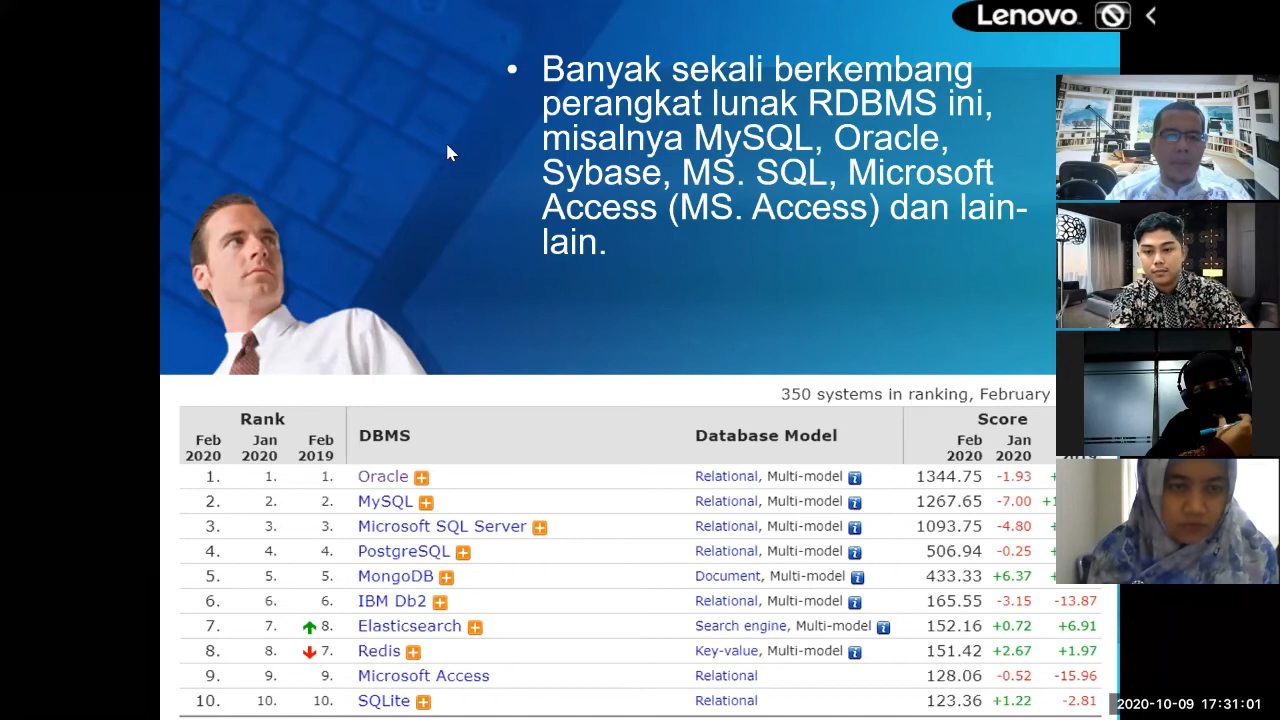 Lenovo
• Banyak sekali berkembang
perangkat lunak RDBMS ini,
misalnya MySQL, Oracle,
Sybase, MS. SQL, Microsoft
Access (MS. Access) dan lain-
lain.
350 systems in ranking, February
Rank DBMS Database Model Score
Feb 2020 Jan 2020 Feb 2019 Feb 2020 Jan 2020
1. 1. 1. Oracle Relational, Multi-model 1344.75 -1.93
2. 2. 2. MySQL Relational, Multi-model 1267.65 -7.00
3. 3. 3. Microsoft SQL Server Relational, Multi-model 1093.75 -4.80
4. 4. 4. PostgreSQL Relational, Multi-model 506.94 -0.25
5. 5. 5. MongoDB Document, Multi-model 433.33 +6.37
6. 6. 6. IBM Db2 Relational, Multi-model 165.55 -3.15 -13.87
7. 7. 8. Elasticsearch Search engine, Multi-model 152.16 +0.72 +6.91
8. 8. 7. Redis Key-value, Multi-model 151.42 +2.67 +1.97
9. 9. 9. Microsoft Access Relational 128.06 -0.52 -15.96
10. 10. 10. SQLite Relational 123.36 +1.22 -2.81
2020-10-09 17:31:01